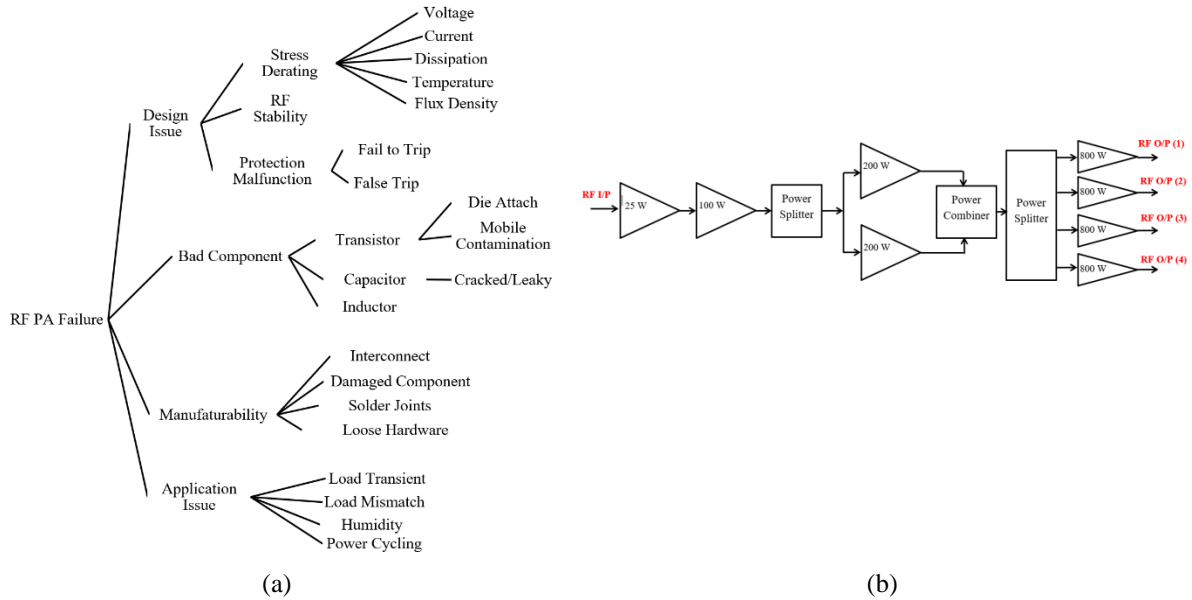 Voltage
Current
Dissipation
Temperature
Flux Density
Stress
Derating
RF
Stability
Design
Issue
Protection
Malfunction
Fail to Trip
False Trip
Die Attach
Mobile
Contamination
Transistor
Bad Component
Capacitor
Cracked/Leaky
Inductor
RF PA Failure
Interconnect
Damaged Component
Manufaturability
Solder Joints
Loose Hardware
Application
Issue
Load Transient
Load Mismatch
Humidity
Power Cycling
(a)
RF I/P
25 W
100 W
Power
Splitter
200 W
200 W
Power
Combiner
Power
Splitter
800 W
RF O/P (1)
800 W
RF O/P (2)
800 W
RF O/P (3)
800 W
RF O/P (4)
(b)